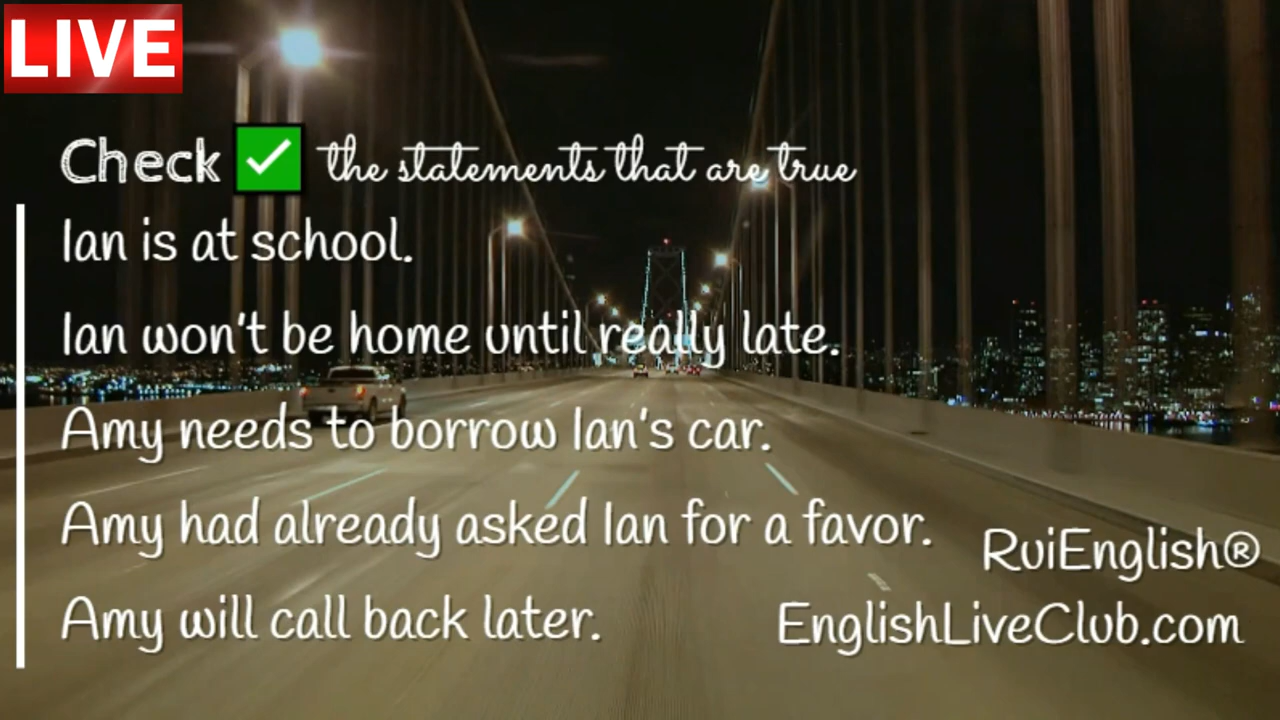 LIVE
Check ✅ the statements that are true
Ian is at school.
Ian won't be home until really late.
Amy needs to borrow Ian's car.
Amy had already asked Ian for a favor.
Amy will call back later.
RuiEnglish®
EnglishLiveClub.com